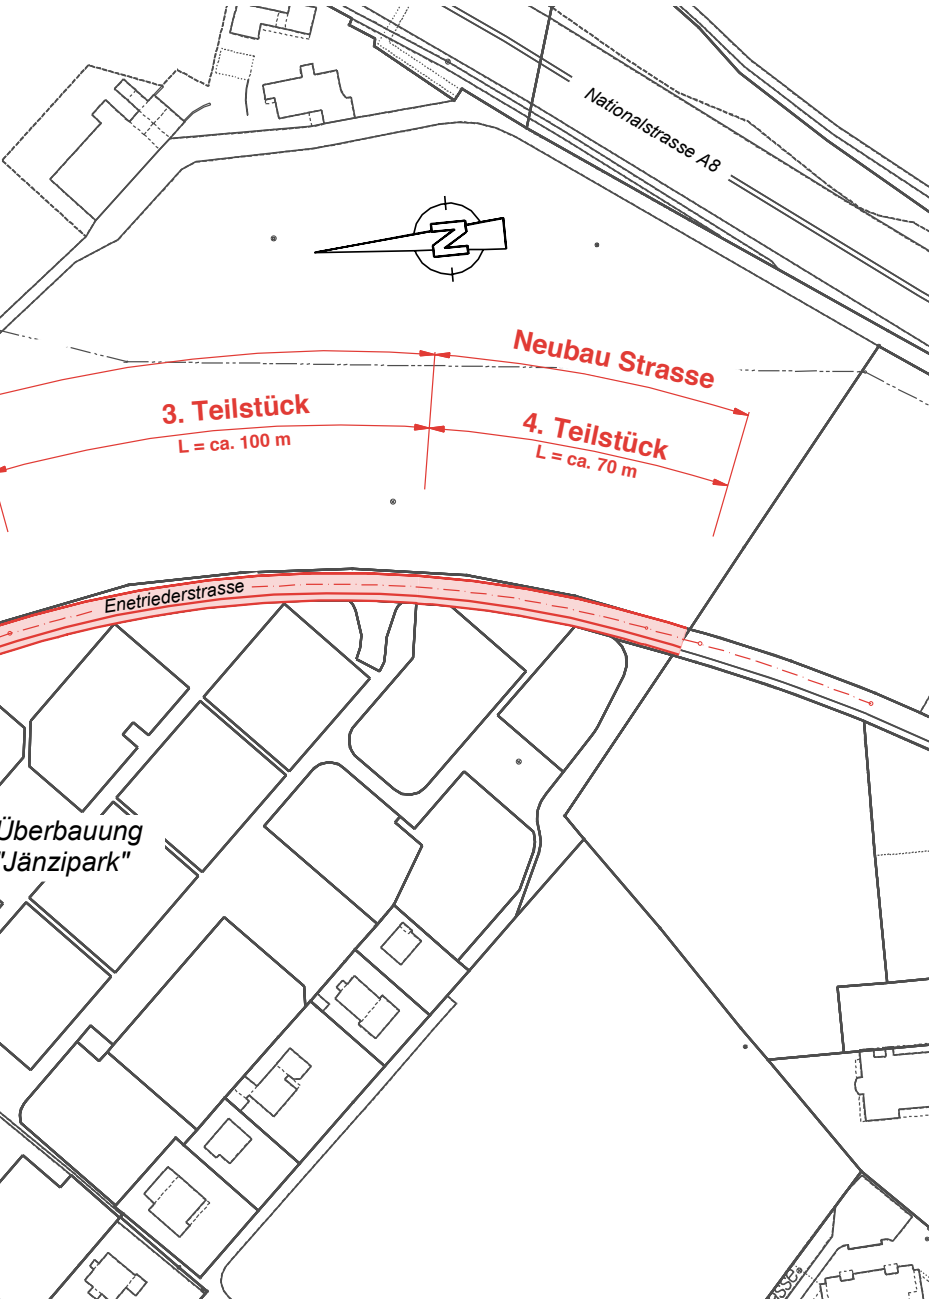 Nationalstrasse A8
N
Neubau Strasse
3. Teilstück
L = ca. 100 m
4. Teilstück
L = ca. 70 m
Enetriederstrasse
Überbauung
"Jänzipark"